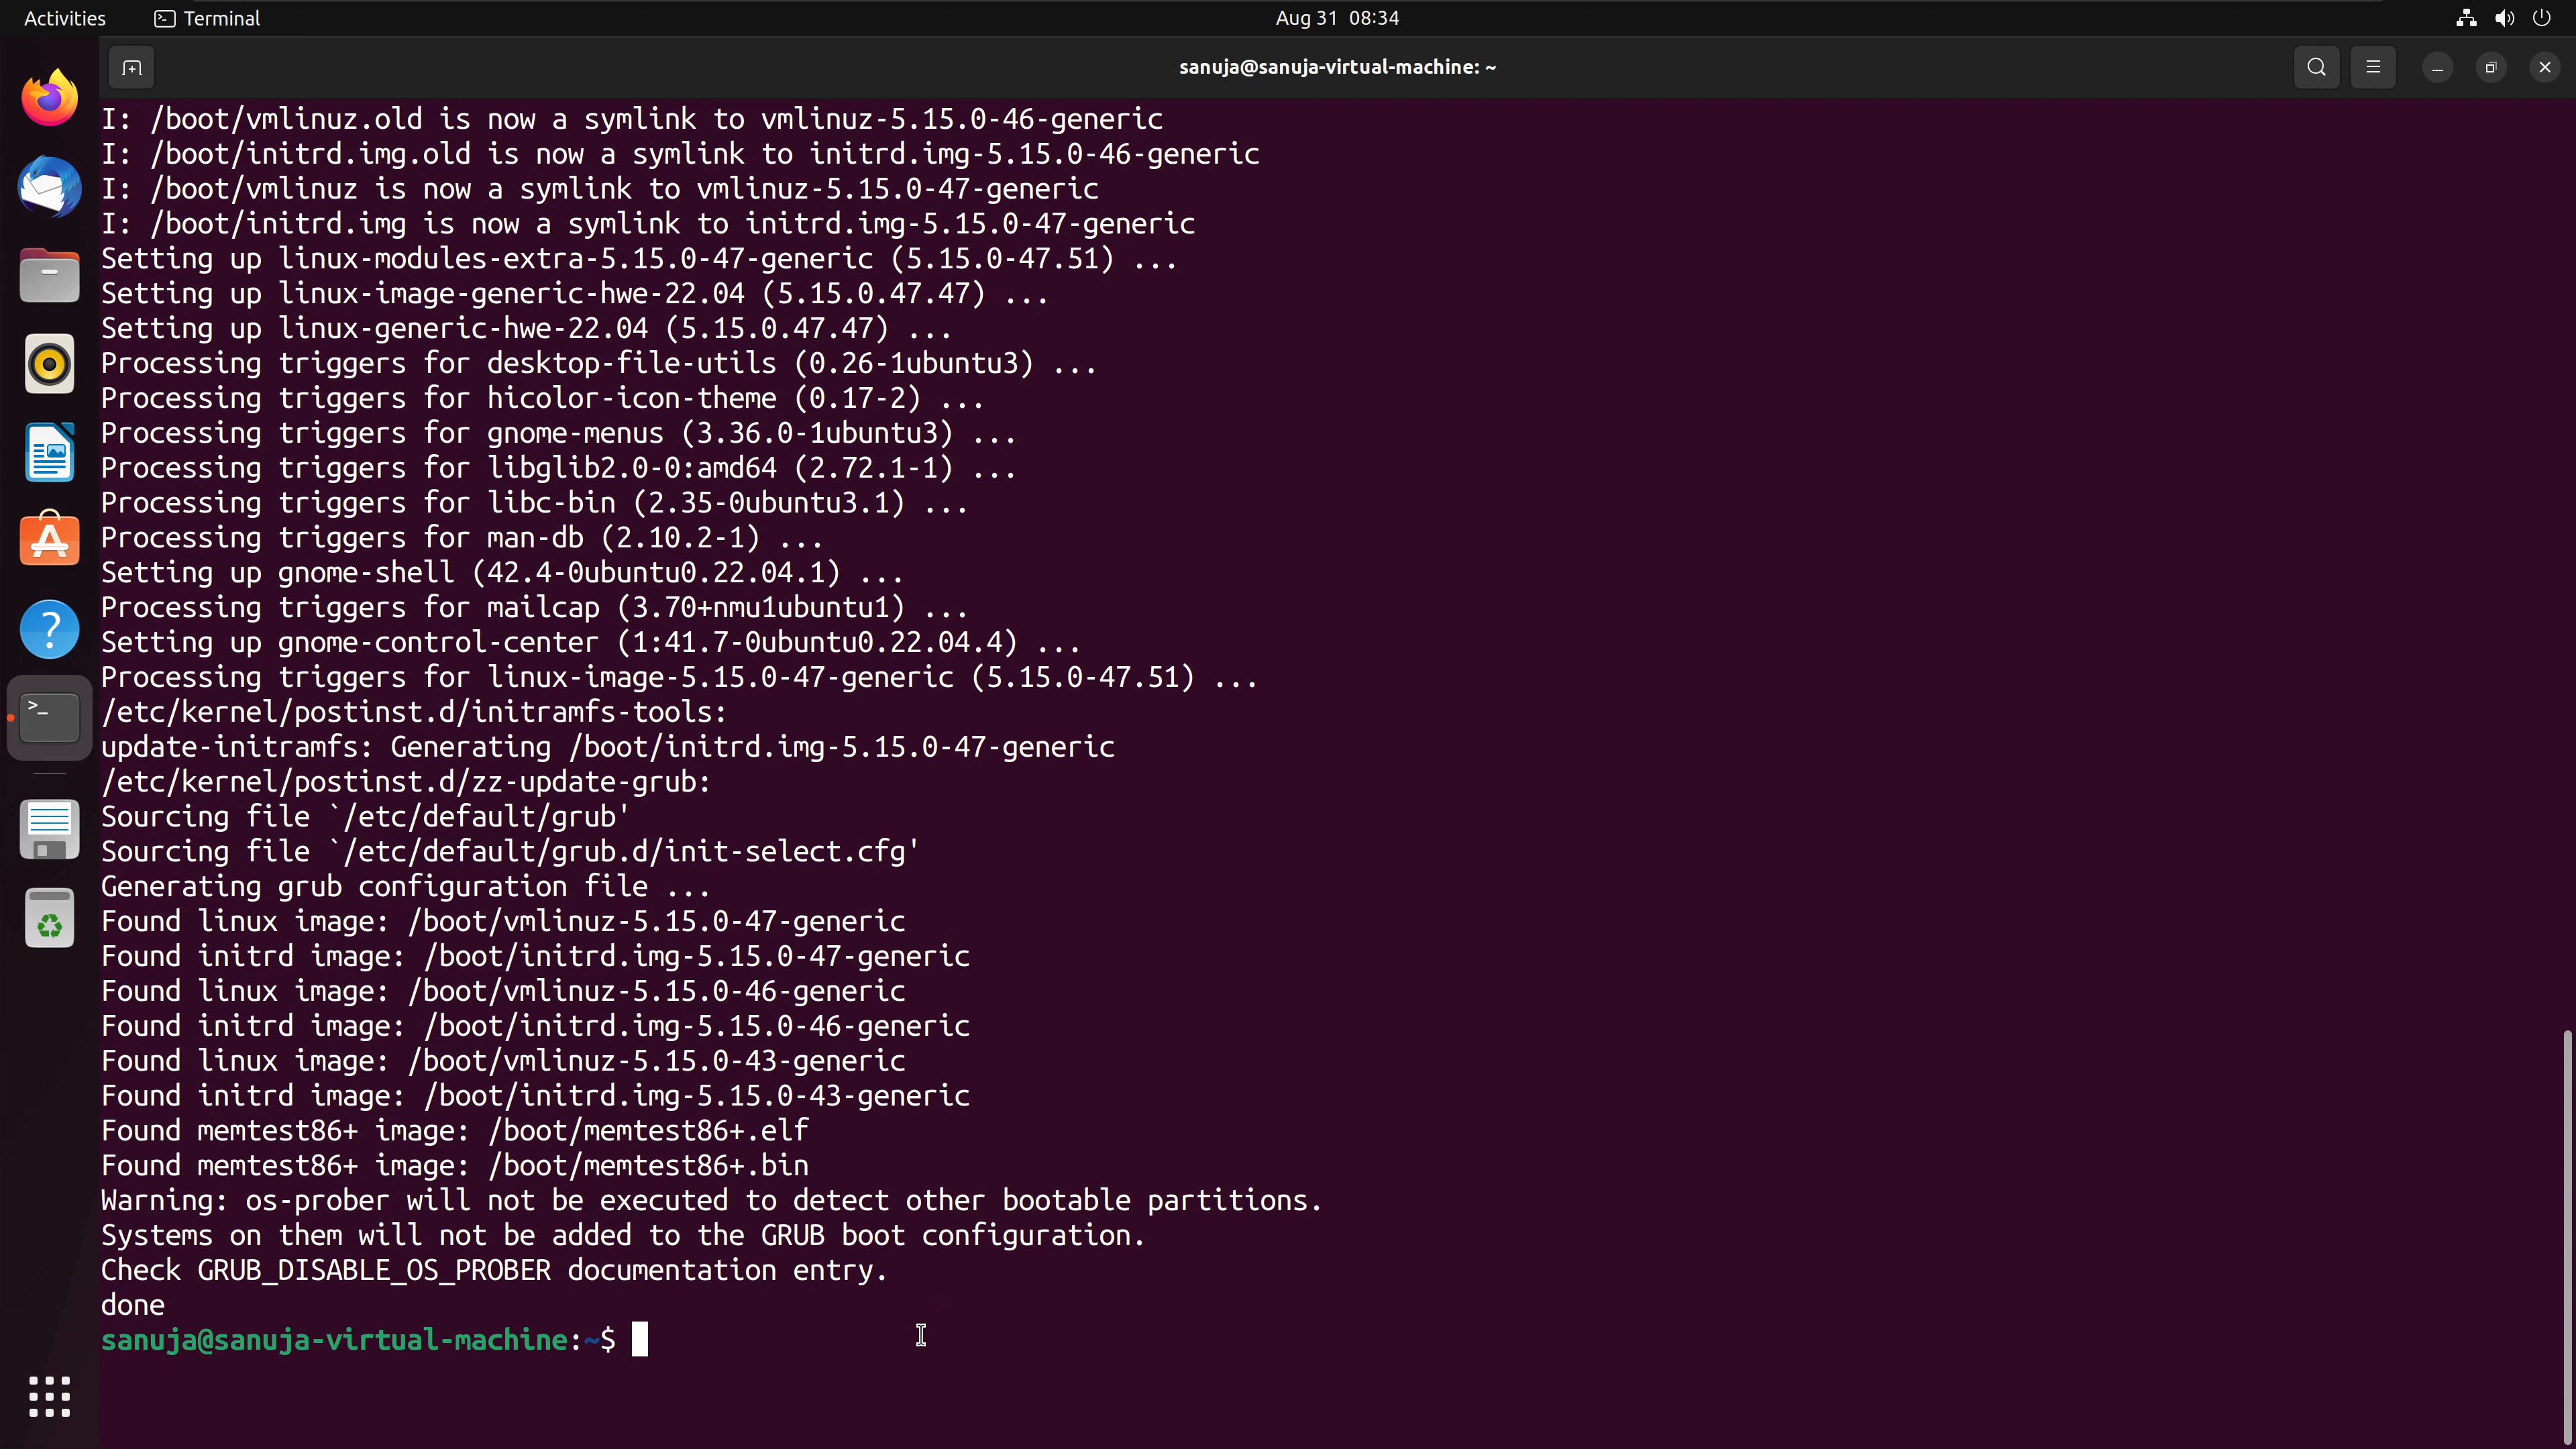 Activities Terminal Aug 31 08:34
sanuja@sanuja-virtual-machine: ~
I: /boot/vmlinuz.old is now a symlink to vmlinuz-5.15.0-46-generic
I: /boot/initrd.img.old is now a symlink to initrd.img-5.15.0-46-generic
I: /boot/vmlinuz is now a symlink to vmlinuz-5.15.0-47-generic
I: /boot/initrd.img is now a symlink to initrd.img-5.15.0-47-generic
Setting up linux-modules-extra-5.15.0-47-generic (5.15.0-47.51) ...
Setting up linux-image-generic-hwe-22.04 (5.15.0.47.47) ...
Setting up linux-generic-hwe-22.04 (5.15.0.47.47) ...
Processing triggers for desktop-file-utils (0.26-1ubuntu3) ...
Processing triggers for hicolor-icon-theme (0.17-2) ...
Processing triggers for gnome-menus (3.36.0-1ubuntu3) ...
Processing triggers for libglib2.0-0:amd64 (2.72.1-1) ...
Processing triggers for libc-bin (2.35-0ubuntu3.1) ...
Processing triggers for man-db (2.10.2-1) ...
Setting up gnome-shell (42.4-0ubuntu0.22.04.1) ...
Processing triggers for mailcap (3.70+nmu1ubuntu1) ...
Setting up gnome-control-center (1:41.7-0ubuntu0.22.04.4) ...
Processing triggers for linux-image-5.15.0-47-generic (5.15.0-47.51) ...
/etc/kernel/postinst.d/initramfs-tools:
update-initramfs: Generating /boot/initrd.img-5.15.0-47-generic
/etc/kernel/postinst.d/zz-update-grub:
Sourcing file `/etc/default/grub'
Sourcing file `/etc/default/grub.d/init-select.cfg'
Generating grub configuration file ...
Found linux image: /boot/vmlinuz-5.15.0-47-generic
Found initrd image: /boot/initrd.img-5.15.0-47-generic
Found linux image: /boot/vmlinuz-5.15.0-46-generic
Found initrd image: /boot/initrd.img-5.15.0-46-generic
Found linux image: /boot/vmlinuz-5.15.0-43-generic
Found initrd image: /boot/initrd.img-5.15.0-43-generic
Found memtest86+ image: /boot/memtest86+.elf
Found memtest86+ image: /boot/memtest86+.bin
Warning: os-prober will not be executed to detect other bootable partitions.
Systems on them will not be added to the GRUB boot configuration.
Check GRUB_DISABLE_OS_PROBER documentation entry.
done
sanuja@sanuja-virtual-machine:~$